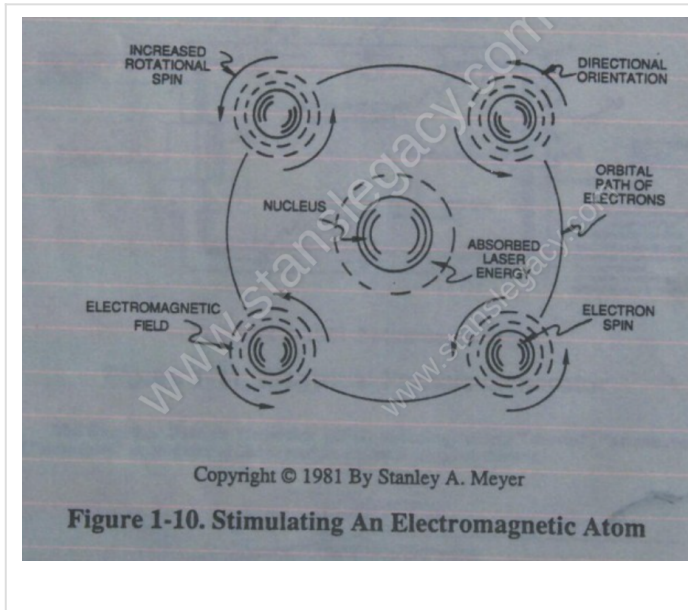 INCREASED
ROTATIONAL
SPIN
DIRECTIONAL
ORIENTATION
ORBITAL
PATH OF
ELECTRONS
NUCLEUS
ABSORBED
LASER
ENERGY
ELECTROMAGNETIC
FIELD
ELECTRON
SPIN
www.stanslegacy.com
www.stanslegacy.com
Copyright © 1981 By Stanley A. Meyer
Figure 1-10. Stimulating An Electromagnetic Atom